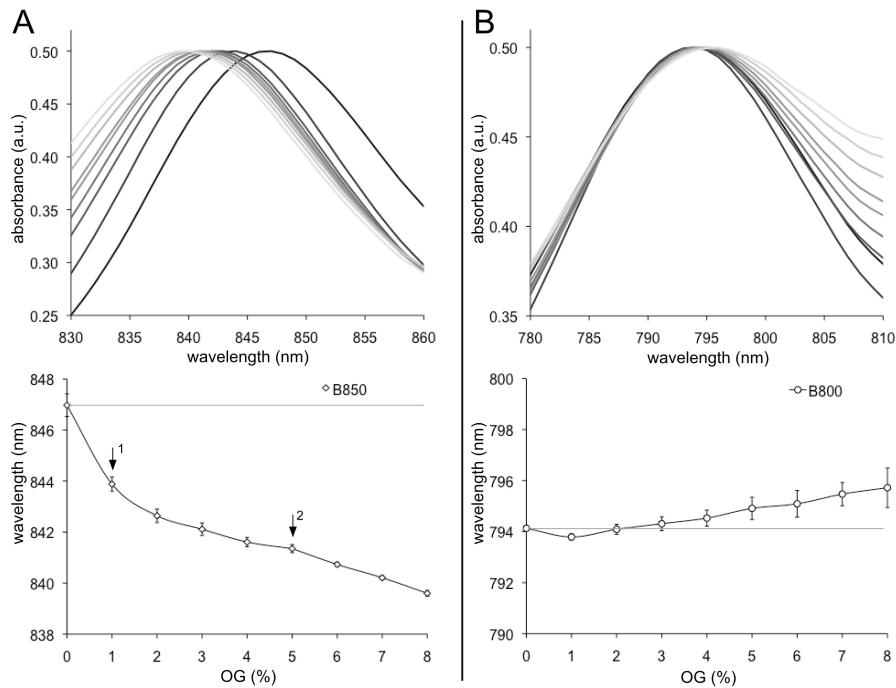 A
absorbance (a.u.)
0.50
0.45
0.40
0.35
0.30
0.25
830 835 840 845 850 855 860
wavelength (nm)
wavelength (nm)
848
846
844
842
840
838
B850
1
2
0 1 2 3 4 5 6 7 8
OG (%)
B
absorbance (a.u.)
0.50
0.45
0.40
0.35
780 785 790 795 800 805 810
wavelength (nm)
wavelength (nm)
800
798
796
794
792
790
B800
0 1 2 3 4 5 6 7 8
OG (%)